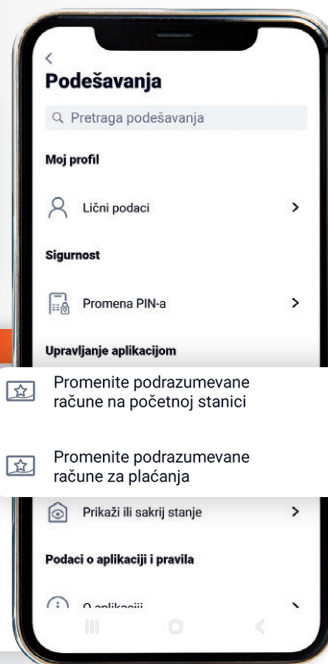 Podešavanja
Pretraga podešavanja
Moj profil
Lični podaci
Sigurnost
Promena PIN-a
Upravljanje aplikacijom
Promenite podrazumevane
račune na početnoj stanici
Promenite podrazumevane
račune za plaćanja
Prikaži ili sakrij stanje
Podaci o aplikaciji i pravila
O aplikaciji